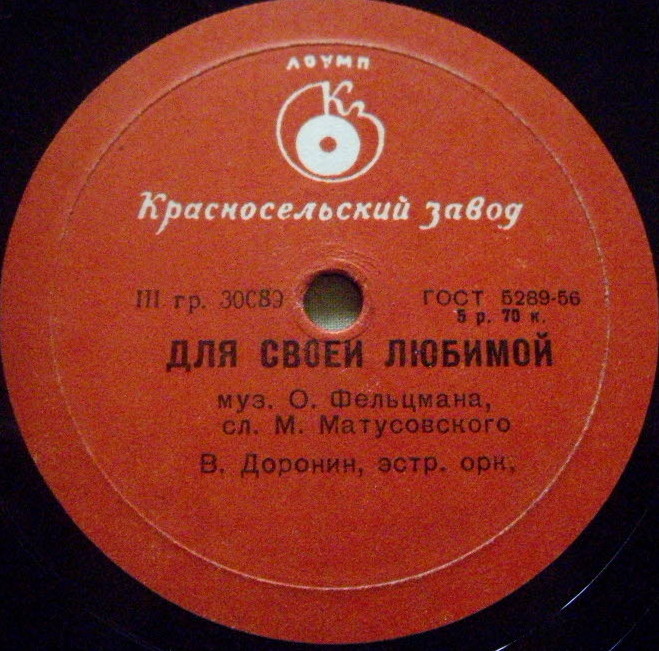 ЛОУМП
Кз
Красносельский завод
III гр. 30089
ГОСТ 5289-56
5 р. 70 к.
ДЛЯ СВОЕЙ ЛЮБИМОЙ
муз. О. Фельцмана,
сл. М. Матусовского
В. Доронин, эстр. орк,